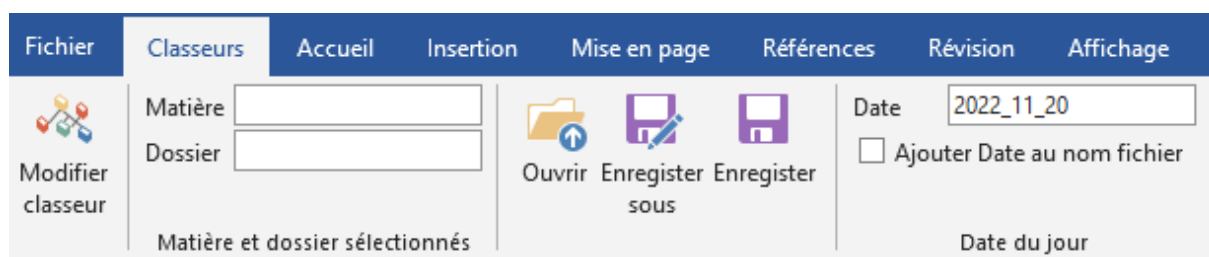 Fichier Classeurs Accueil Insertion Mise en page Références Révision Affichage
Modifier
classeur
Matière
Dossier
Matière et dossier sélectionnés
Ouvrir Enregister Enregister
sous
Date 2022_11_20
Ajouter Date au nom fichier
Date du jour